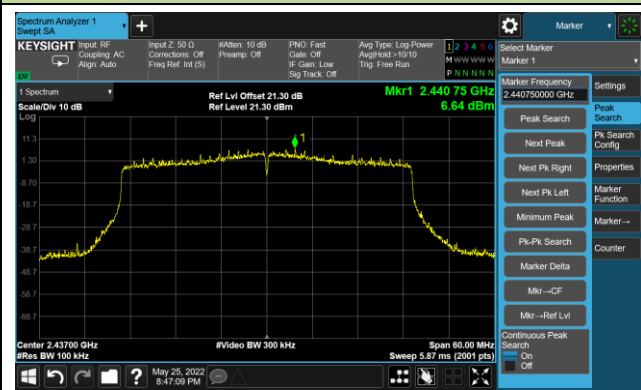 Spectrum Analyzer 1
Swept SA
+
Marker
KEYSIGHT
Input: RF
Coupling: AC
Align: Auto
Input Z: 50 Ω
Corrections: Off
Freq Ref: Int (S)
#Atten: 10 dB
Preamp: Off
PNO: Fast
Gate: Off
IF Gain: Low
Sig Track: Off
Avg Type: Log-Power
Avg|Hold:>10/10
Trig: Free Run
1 2 3 4 5 6
M W W W W W
P N N N N N
Select Marker
Marker 1
LXI
1 Spectrum
Scale/Div 10 dB
Log
Ref Lvl Offset 21.30 dB
Ref Level 21.30 dBm
Mkr1 2.440 75 GHz
6.64 dBm
1
11.3
1.30
-8.70
-18.7
-28.7
-38.7
-48.7
-58.7
-68.7
Center 2.43700 GHz
#Res BW 100 kHz
#Video BW 300 kHz
Span 60.00 MHz
Sweep 5.87 ms (2001 pts)
Marker Frequency
2.440750000 GHz
Peak Search
Next Peak
Next Pk Right
Next Pk Left
Minimum Peak
Pk-Pk Search
Marker Delta
Mkr→CF
Mkr→Ref Lvl
Continuous Peak
Search
On
Off
Settings
Peak
Search
Pk Search
Config
Properties
Marker
Function
Marker→
Counter
?
May 25, 2022
8:47:09 PM